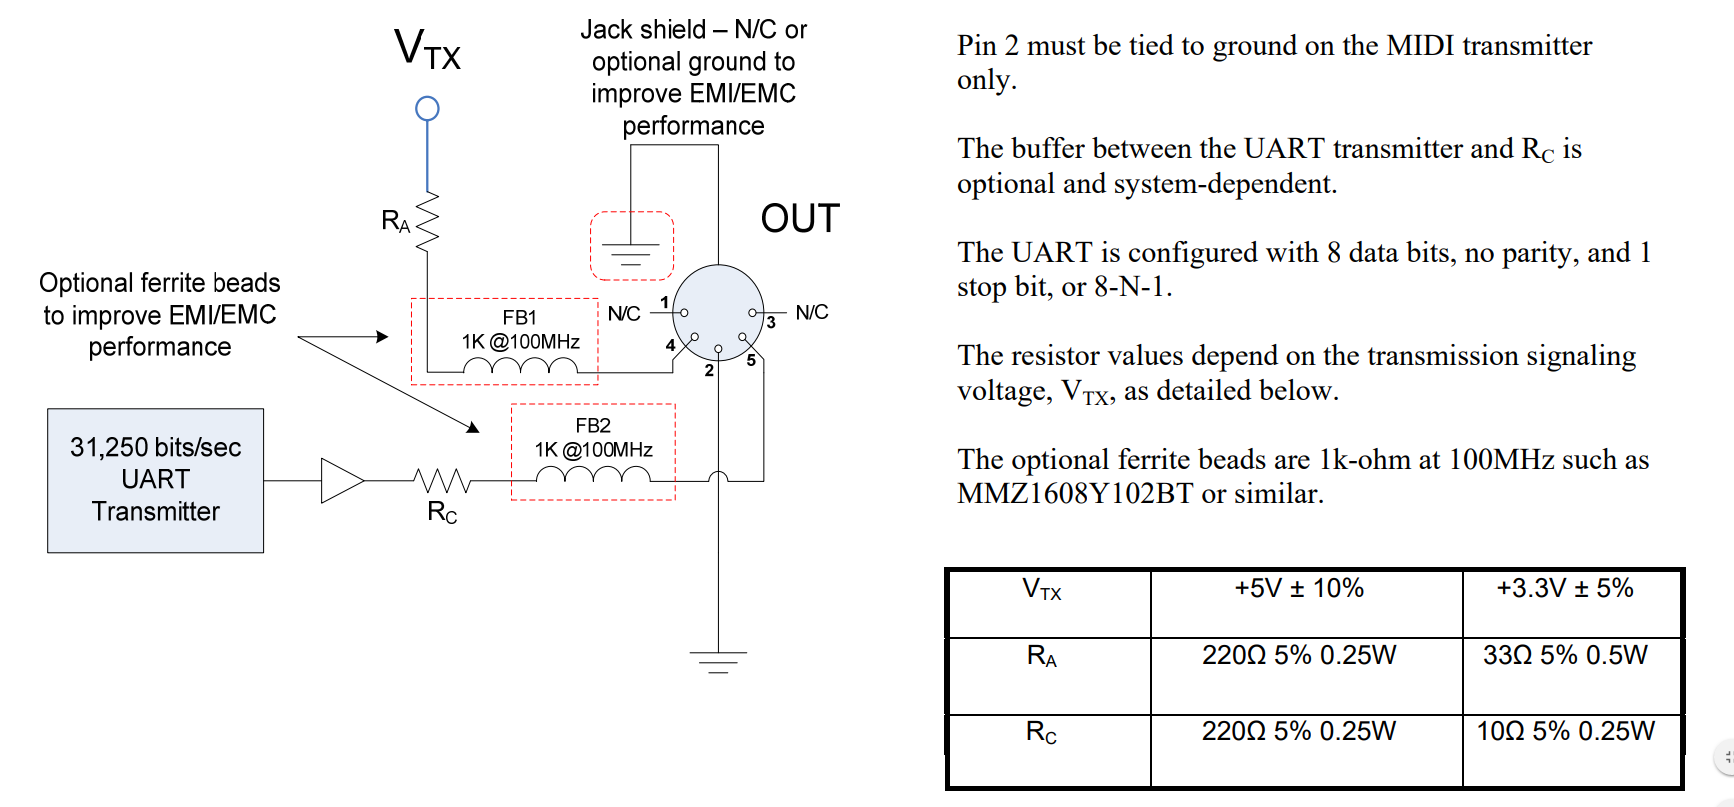 V_TX
Jack shield – N/C or
optional ground to
improve EMI/EMC
performance
OUT
R_A
Optional ferrite beads
to improve EMI/EMC
performance
FB1
1K @100MHz
N/C
1
3
N/C
4
2
5
FB2
1K @100MHz
31,250 bits/sec
UART
Transmitter
R_C
Pin 2 must be tied to ground on the MIDI transmitter
only.
The buffer between the UART transmitter and R_C is
optional and system-dependent.
The UART is configured with 8 data bits, no parity, and 1
stop bit, or 8-N-1.
The resistor values depend on the transmission signaling
voltage, V_TX, as detailed below.
The optional ferrite beads are 1k-ohm at 100MHz such as
MMZ1608Y102BT or similar.
V_TX +5V ± 10% +3.3V ± 5%
R_A 220Ω 5% 0.25W 33Ω 5% 0.5W
R_C 220Ω 5% 0.25W 10Ω 5% 0.25W